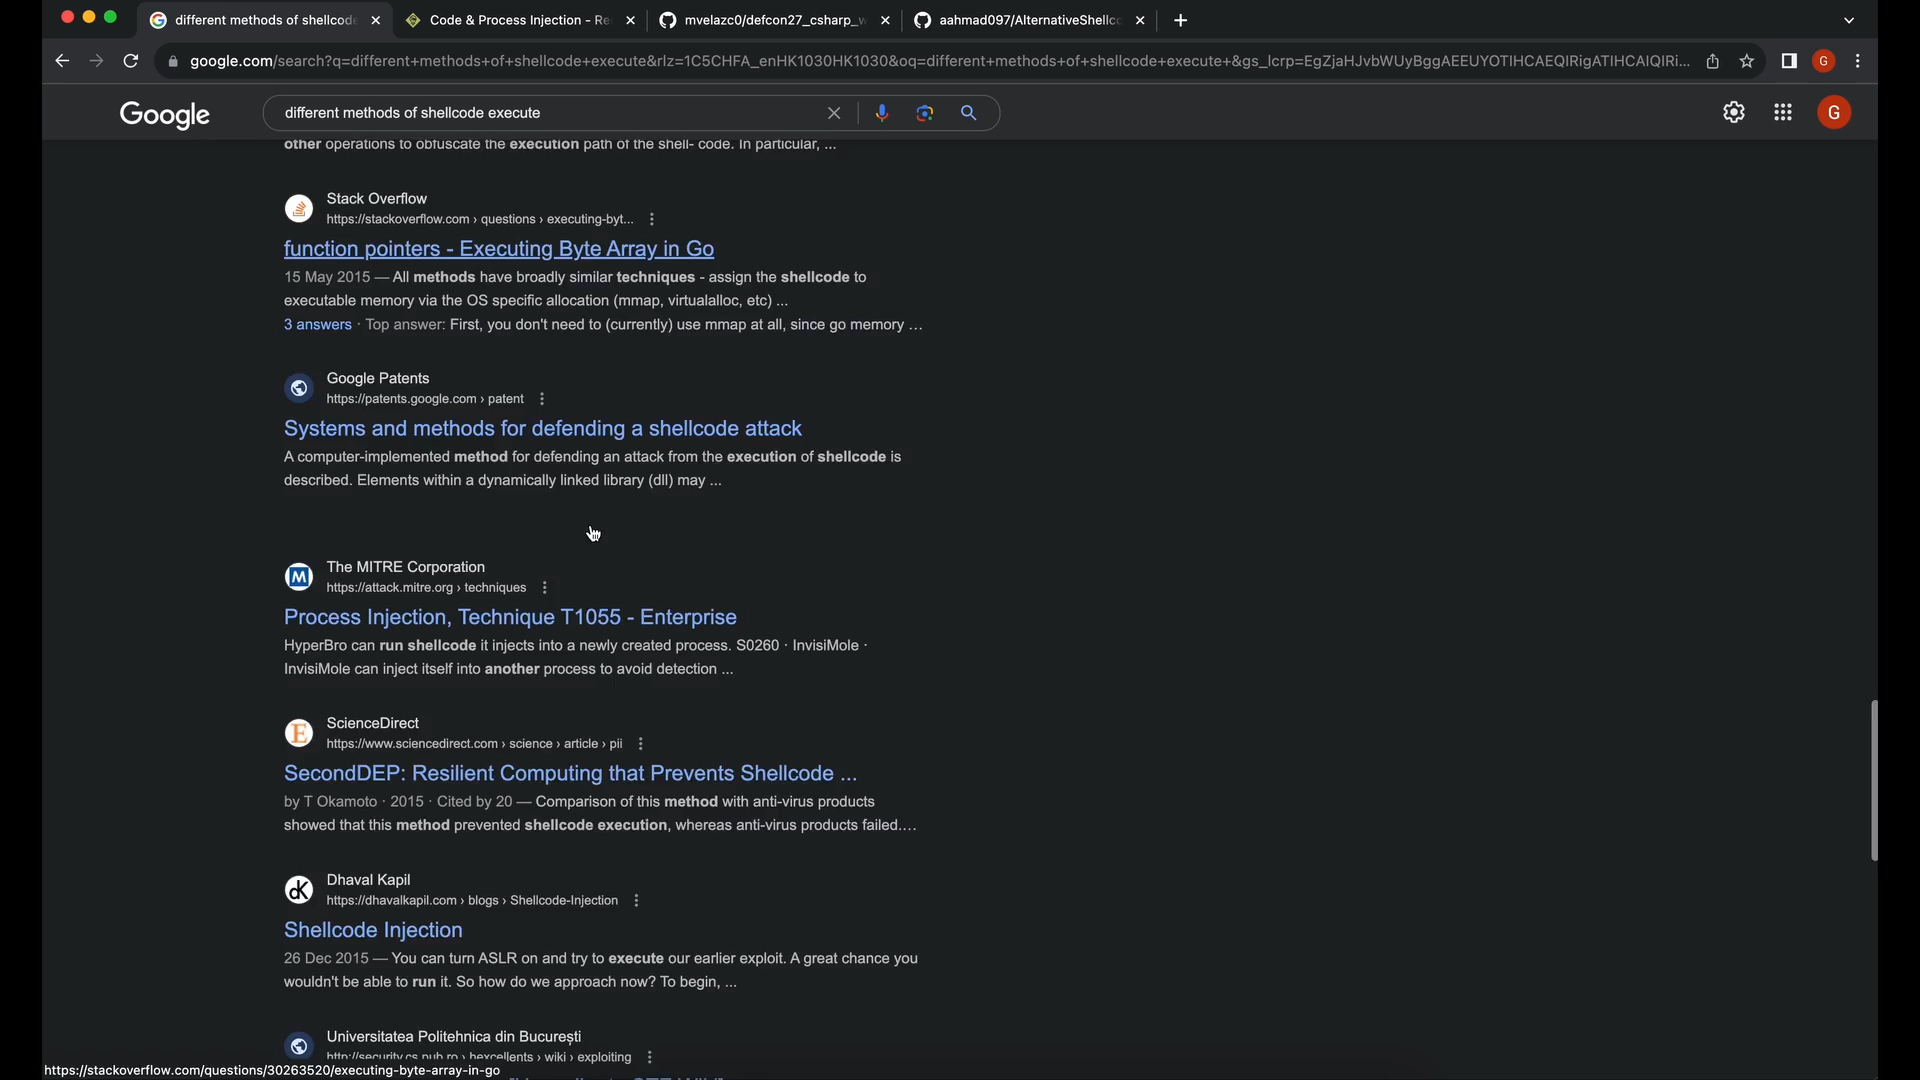 different methods of shellcode
Code & Process Injection - Re
mvelazc0/defcon27_csharp_w
aahmad097/AlternativeShellc
google.com/search?q=different+methods+of+shellcode+execute&rlz=1C5CHFA_enHK1030HK1030&oq=different+methods+of+shellcode+execute+&gs_lcrp=EgZjaHJvbWUyBggAEEUYOTIHCAEQIRigATIHCAIQIRi...
G
Google
different methods of shellcode execute
G
other operations to obfuscate the execution path of the shell- code. In particular, ...
Stack Overflow
https://stackoverflow.com › questions › executing-byt...
function pointers - Executing Byte Array in Go
15 May 2015 — All methods have broadly similar techniques - assign the shellcode to
executable memory via the OS specific allocation (mmap, virtualalloc, etc) ...
3 answers · Top answer: First, you don't need to (currently) use mmap at all, since go memory ...
Google Patents
https://patents.google.com › patent
Systems and methods for defending a shellcode attack
A computer-implemented method for defending an attack from the execution of shellcode is
described. Elements within a dynamically linked library (dll) may ...
M
The MITRE Corporation
https://attack.mitre.org › techniques
Process Injection, Technique T1055 - Enterprise
HyperBro can run shellcode it injects into a newly created process. S0260 · InvisiMole ·
InvisiMole can inject itself into another process to avoid detection ...
E
ScienceDirect
https://www.sciencedirect.com › science › article › pii
SecondDEP: Resilient Computing that Prevents Shellcode ...
by T Okamoto · 2015 · Cited by 20 — Comparison of this method with anti-virus products
showed that this method prevented shellcode execution, whereas anti-virus products failed....
dK
Dhaval Kapil
https://dhavalkapil.com › blogs › Shellcode-Injection
Shellcode Injection
26 Dec 2015 — You can turn ASLR on and try to execute our earlier exploit. A great chance you
wouldn't be able to run it. So how do we approach now? To begin, ...
Universitatea Politehnica din București
http://security.cs.pub.ro › hexcellents › wiki › exploiting
https://stackoverflow.com/questions/30263520/executing-byte-array-in-go